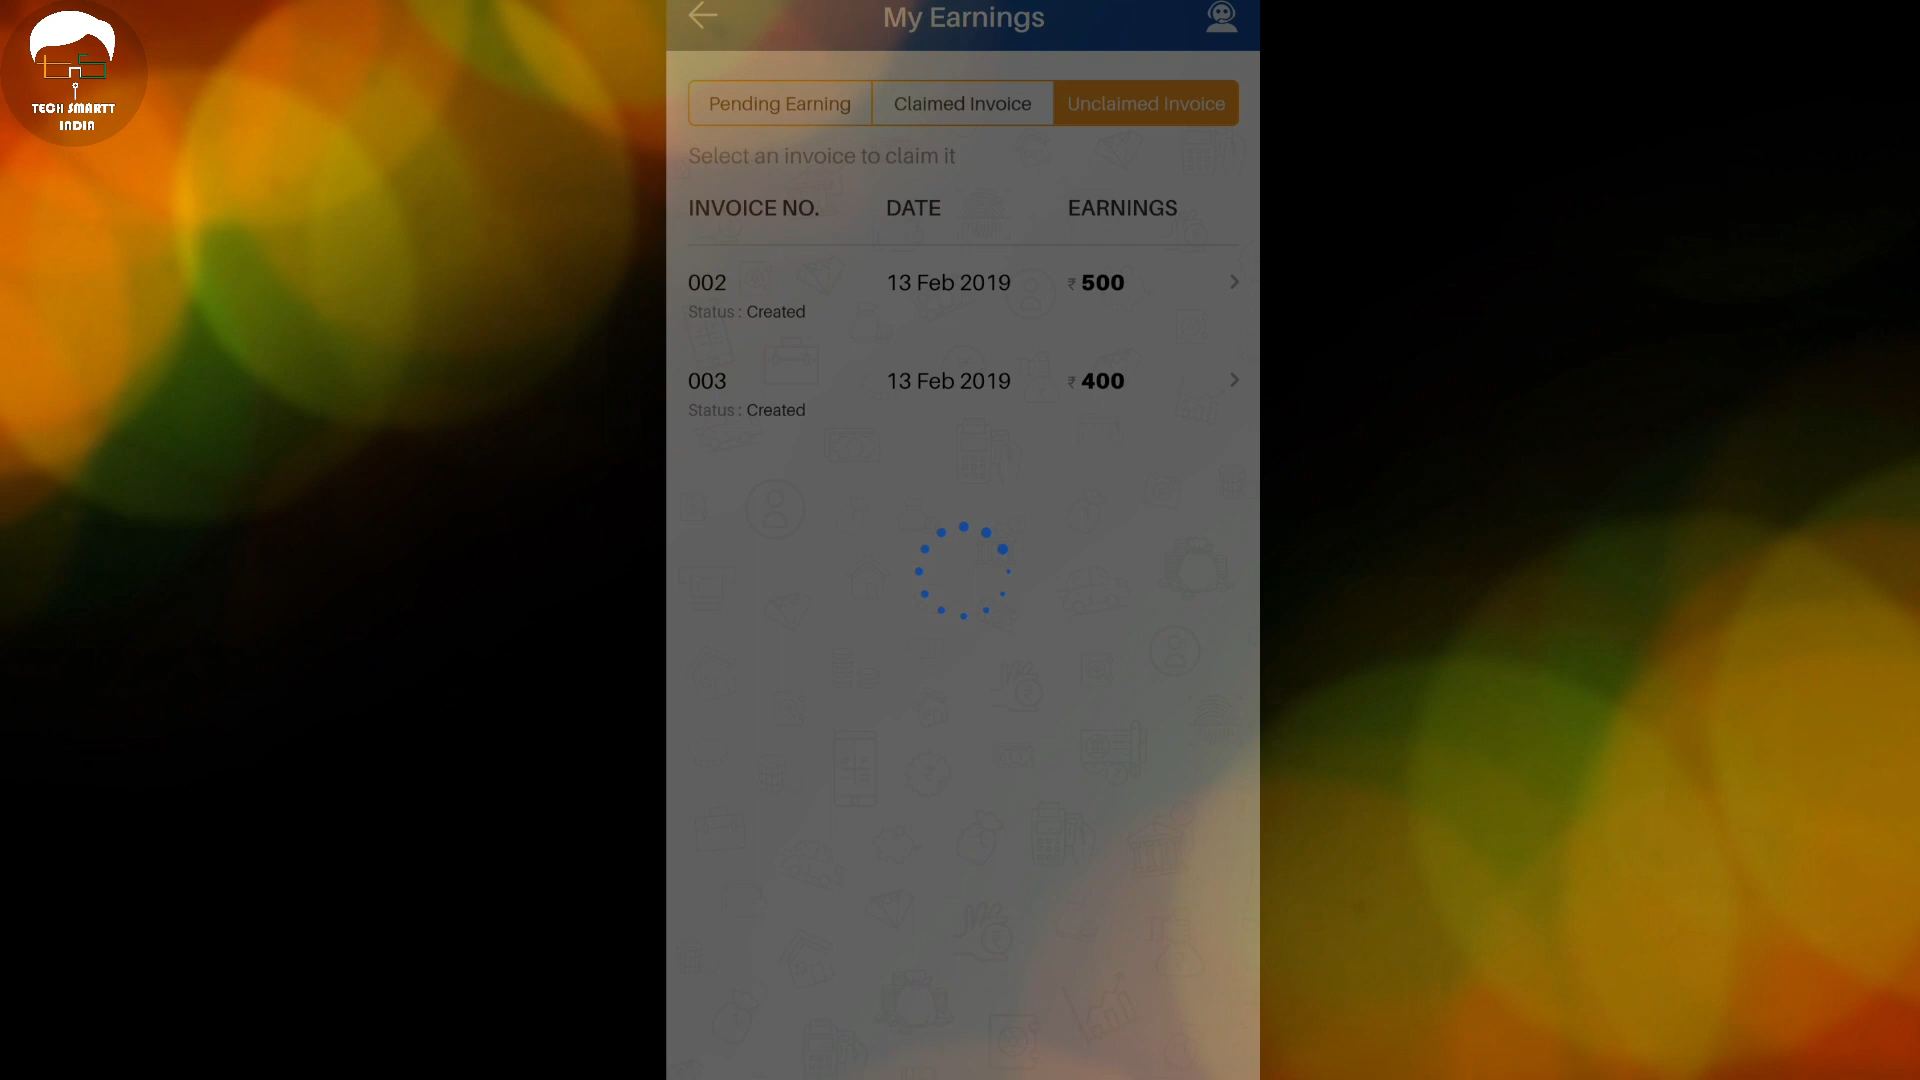 TECH SMARTT
INDIA
My Earnings
Pending Earning
Claimed Invoice
Unclaimed Invoice
Select an invoice to claim it
INVOICE NO. DATE EARNINGS
002 13 Feb 2019 ₹ 500
Status : Created
003 13 Feb 2019 ₹ 400
Status : Created